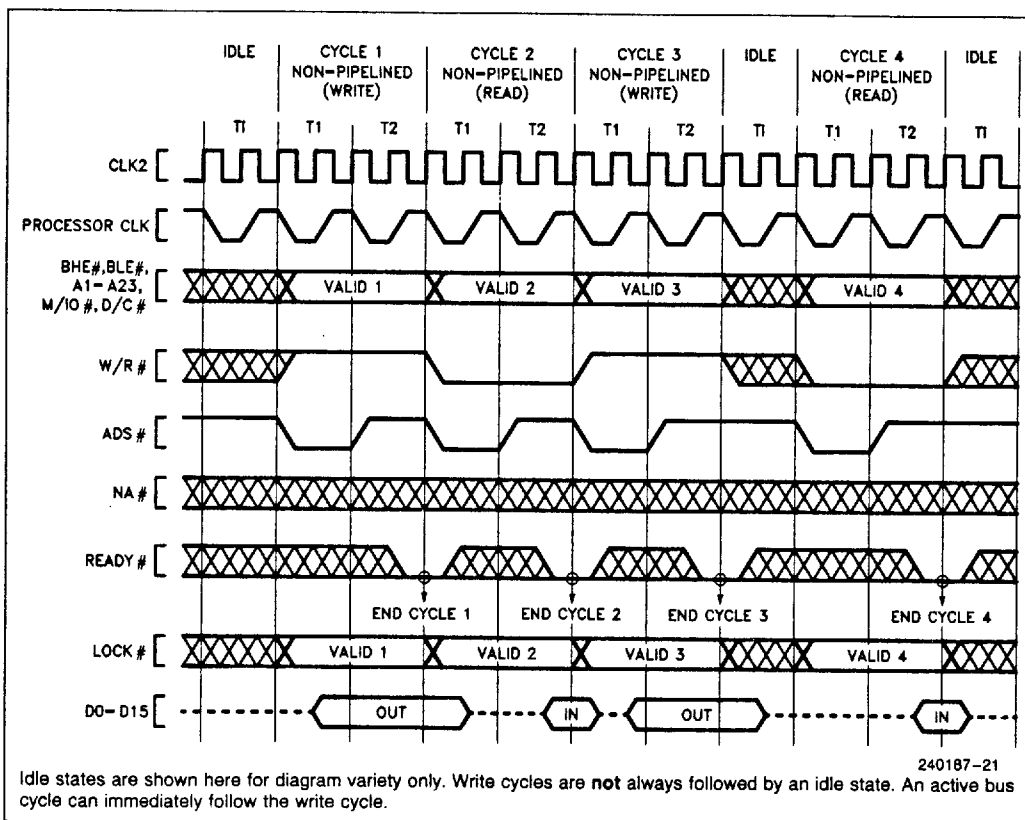 IDLE CYCLE 1 CYCLE 2 CYCLE 3 IDLE CYCLE 4 IDLE
NON-PIPELINED NON-PIPELINED NON-PIPELINED NON-PIPELINED
(WRITE) (READ) (WRITE) (READ)
TI T1 T2 T1 T2 T1 T2 TI T1 T2 TI
CLK2
PROCESSOR CLK
BHE#,BLE#,
A1-A23,
M/IO#,D/C#
VALID 1 VALID 2 VALID 3 VALID 4
W/R#
ADS#
NA#
READY#
END CYCLE 1 END CYCLE 2 END CYCLE 3 END CYCLE 4
LOCK# VALID 1 VALID 2 VALID 3 VALID 4
D0-D15 OUT IN OUT IN
240187-21
Idle states are shown here for diagram variety only. Write cycles are not always followed by an idle state. An active bus
cycle can immediately follow the write cycle.